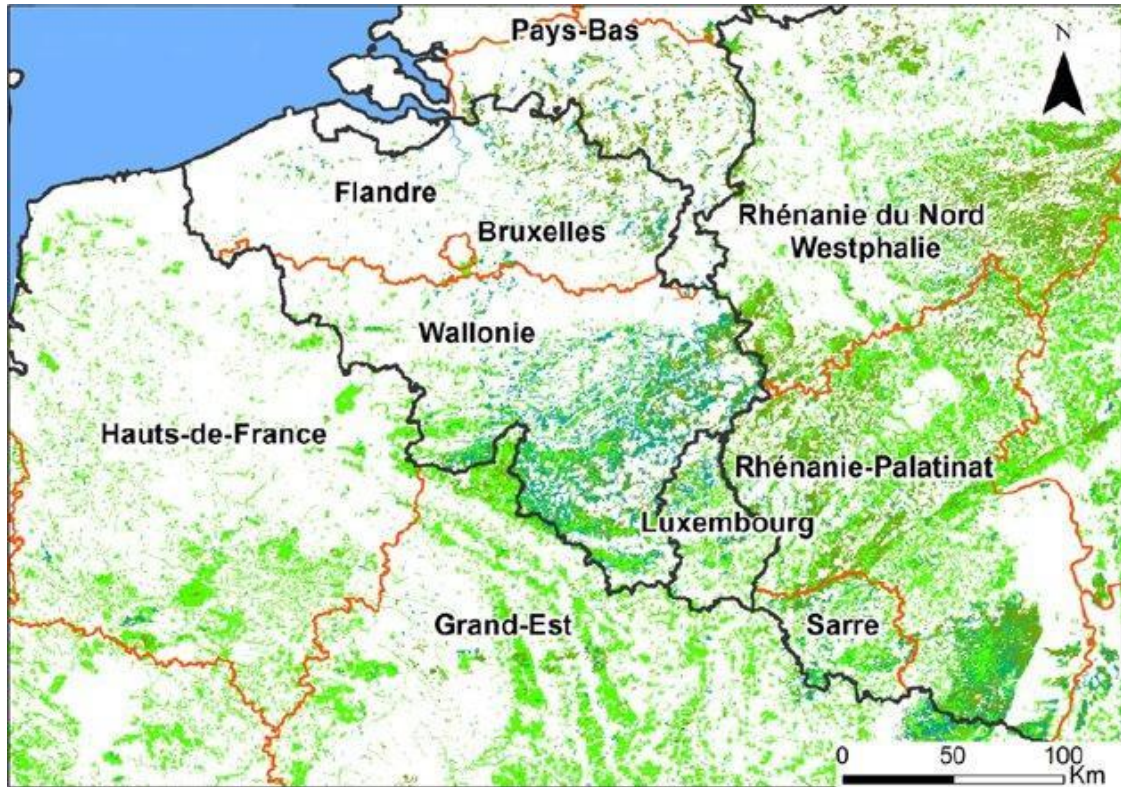 Pays-Bas
N
Flandre
Bruxelles
Rhénanie du Nord
Westphalie
Wallonie
Hauts-de-France
Rhénanie-Palatinat
Luxembourg
Grand-Est
Sarre
0 50 100
Km